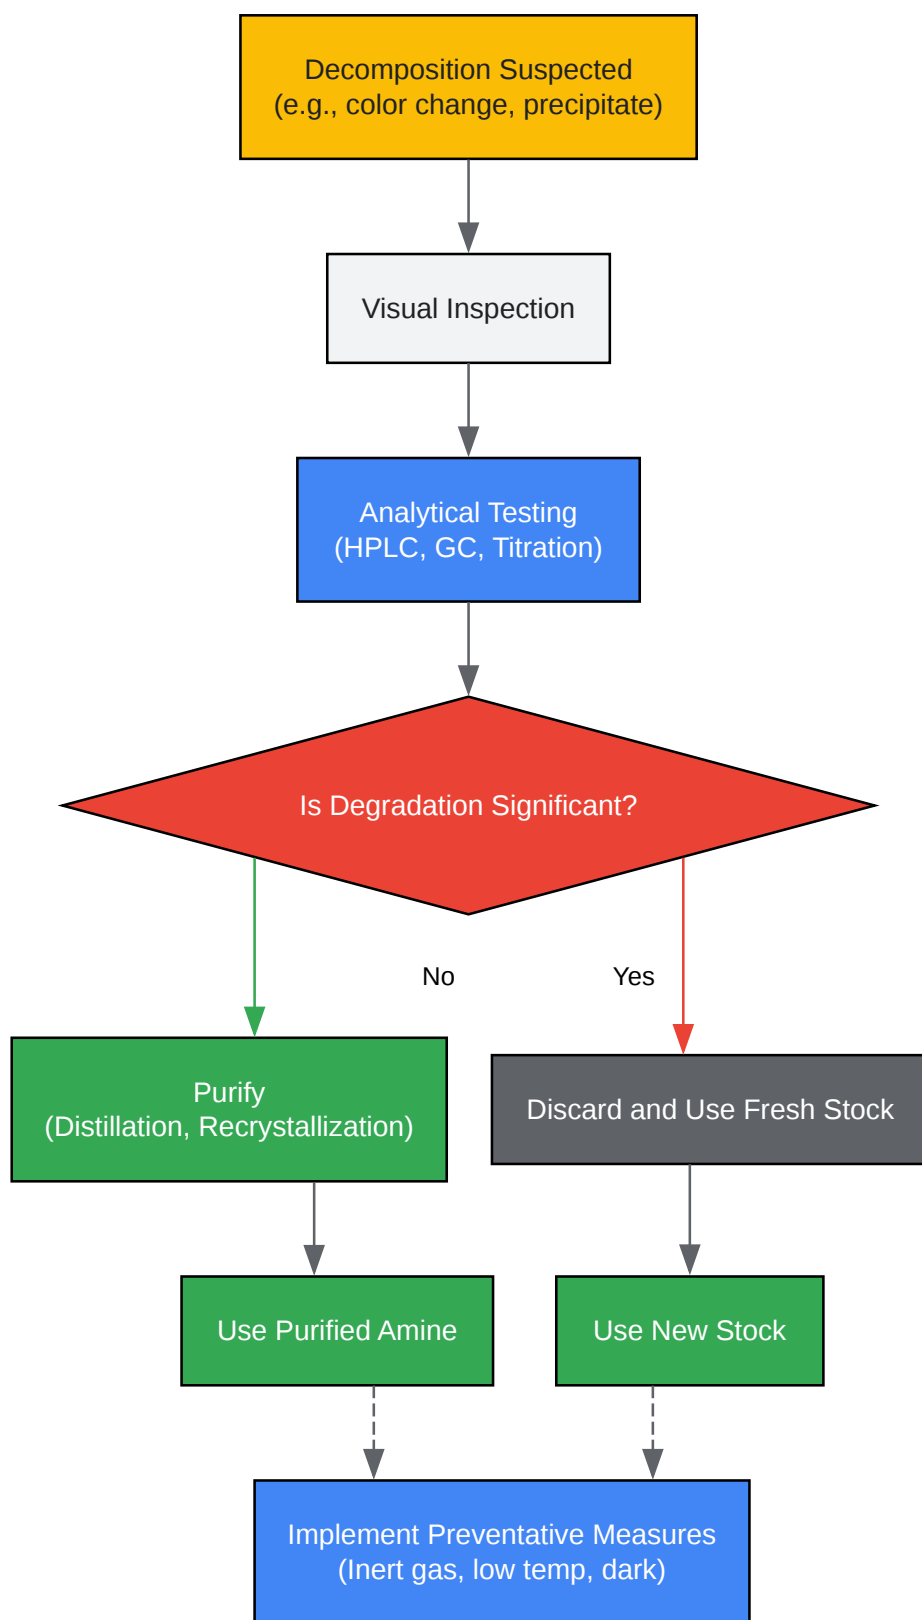 Decomposition Suspected
(e.g., color change, precipitate)
Visual Inspection
Analytical Testing
(HPLC, GC, Titration)
Is Degradation Significant?
No
Yes
Purify
(Distillation, Recrystallization)
Discard and Use Fresh Stock
Use Purified Amine
Use New Stock
Implement Preventative Measures
(Inert gas, low temp, dark)